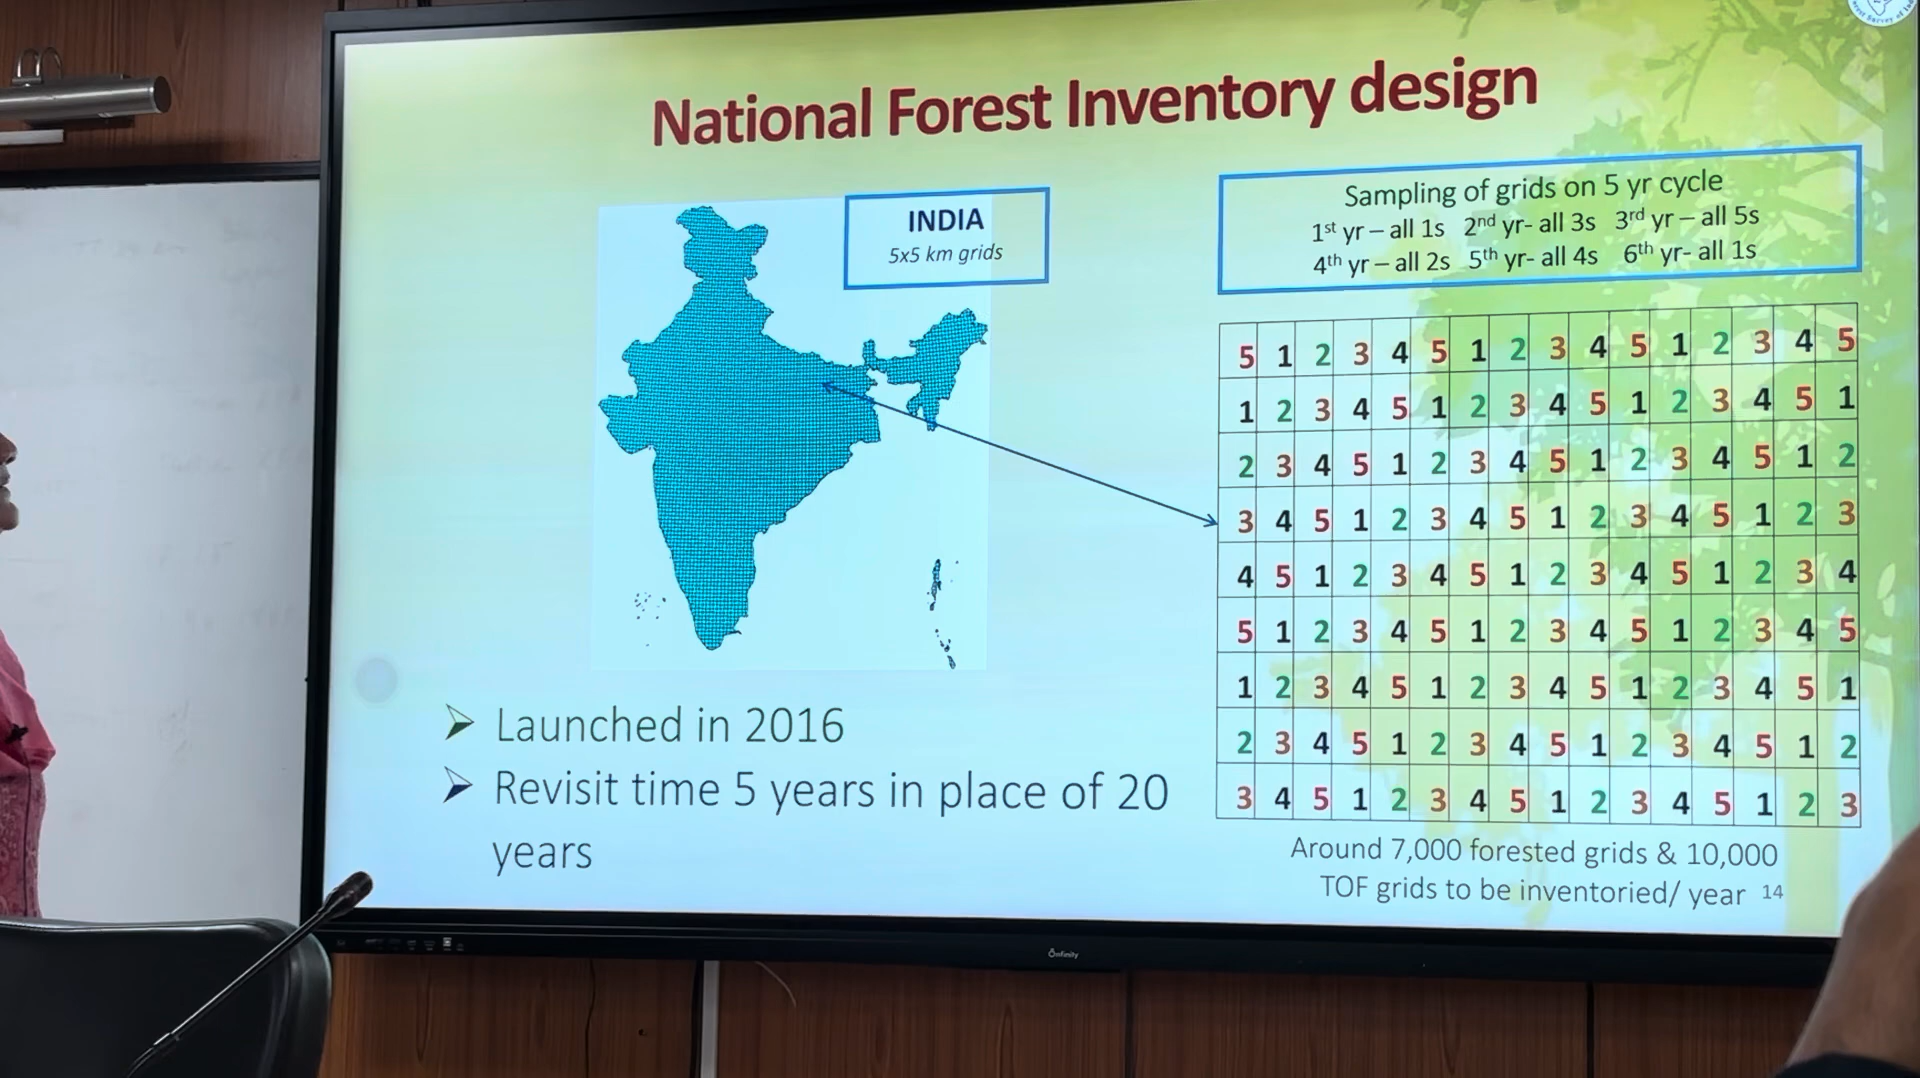 National Forest Inventory design
INDIA
5x5 km grids
Sampling of grids on 5 yr cycle
1st yr – all 1s 2nd yr- all 3s 3rd yr – all 5s
4th yr – all 2s 5th yr- all 4s 6th yr- all 1s
5 1 2 3 4 5 1 2 3 4 5 1 2 3 4 5
1 2 3 4 5 1 2 3 4 5 1 2 3 4 5 1
2 3 4 5 1 2 3 4 5 1 2 3 4 5 1 2
3 4 5 1 2 3 4 5 1 2 3 4 5 1 2 3
4 5 1 2 3 4 5 1 2 3 4 5 1 2 3 4
5 1 2 3 4 5 1 2 3 4 5 1 2 3 4 5
1 2 3 4 5 1 2 3 4 5 1 2 3 4 5 1
2 3 4 5 1 2 3 4 5 1 2 3 4 5 1 2
3 4 5 1 2 3 4 5 1 2 3 4 5 1 2 3
Launched in 2016
Revisit time 5 years in place of 20
years
Around 7,000 forested grids & 10,000
TOF grids to be inventoried/ year 14